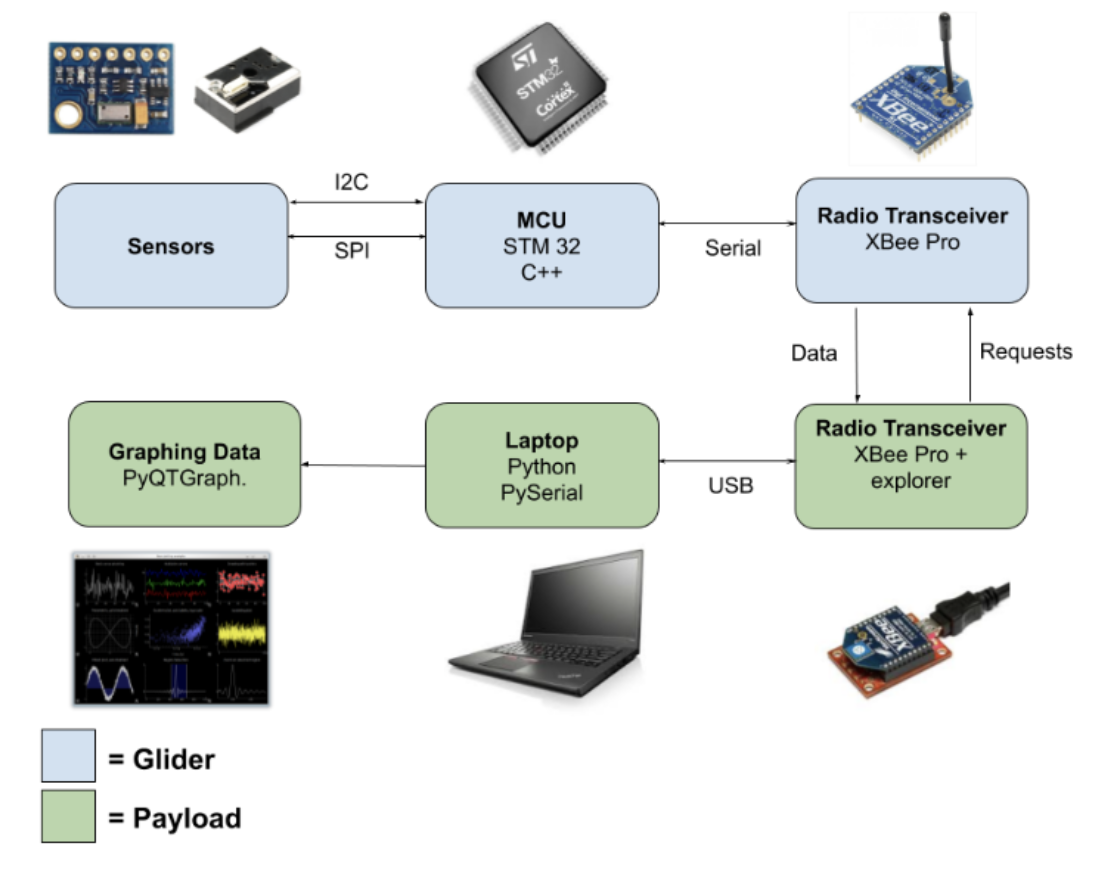 STM32
Cortex
XBee
I2C
SPI
Sensors
MCU
STM 32
C++
Serial
Radio Transceiver
XBee Pro
Data
Requests
Graphing Data
PyQTGraph.
Laptop
Python
PySerial
USB
Radio Transceiver
XBee Pro +
explorer
XBee
= Glider
= Payload